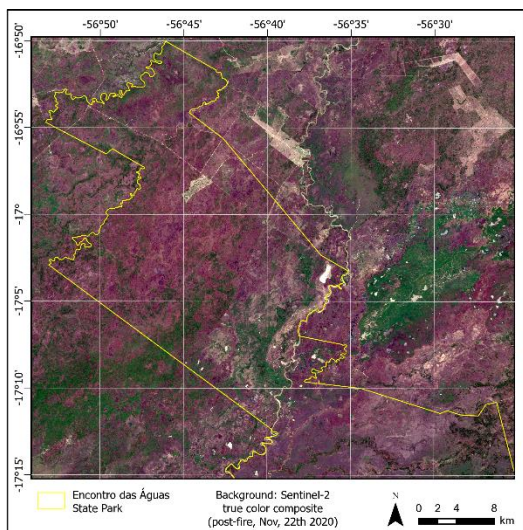 -56°50' -56°45' -56°40' -56°35' -56°30'
-16°50'
-16°55'
-17°
-17°05'
-17°10'
-17°15'
Encontro das Águas
State Park
Background: Sentinel-2
true color composite
(post-fire, Nov, 22th 2020)
N
0 2 4 8
km